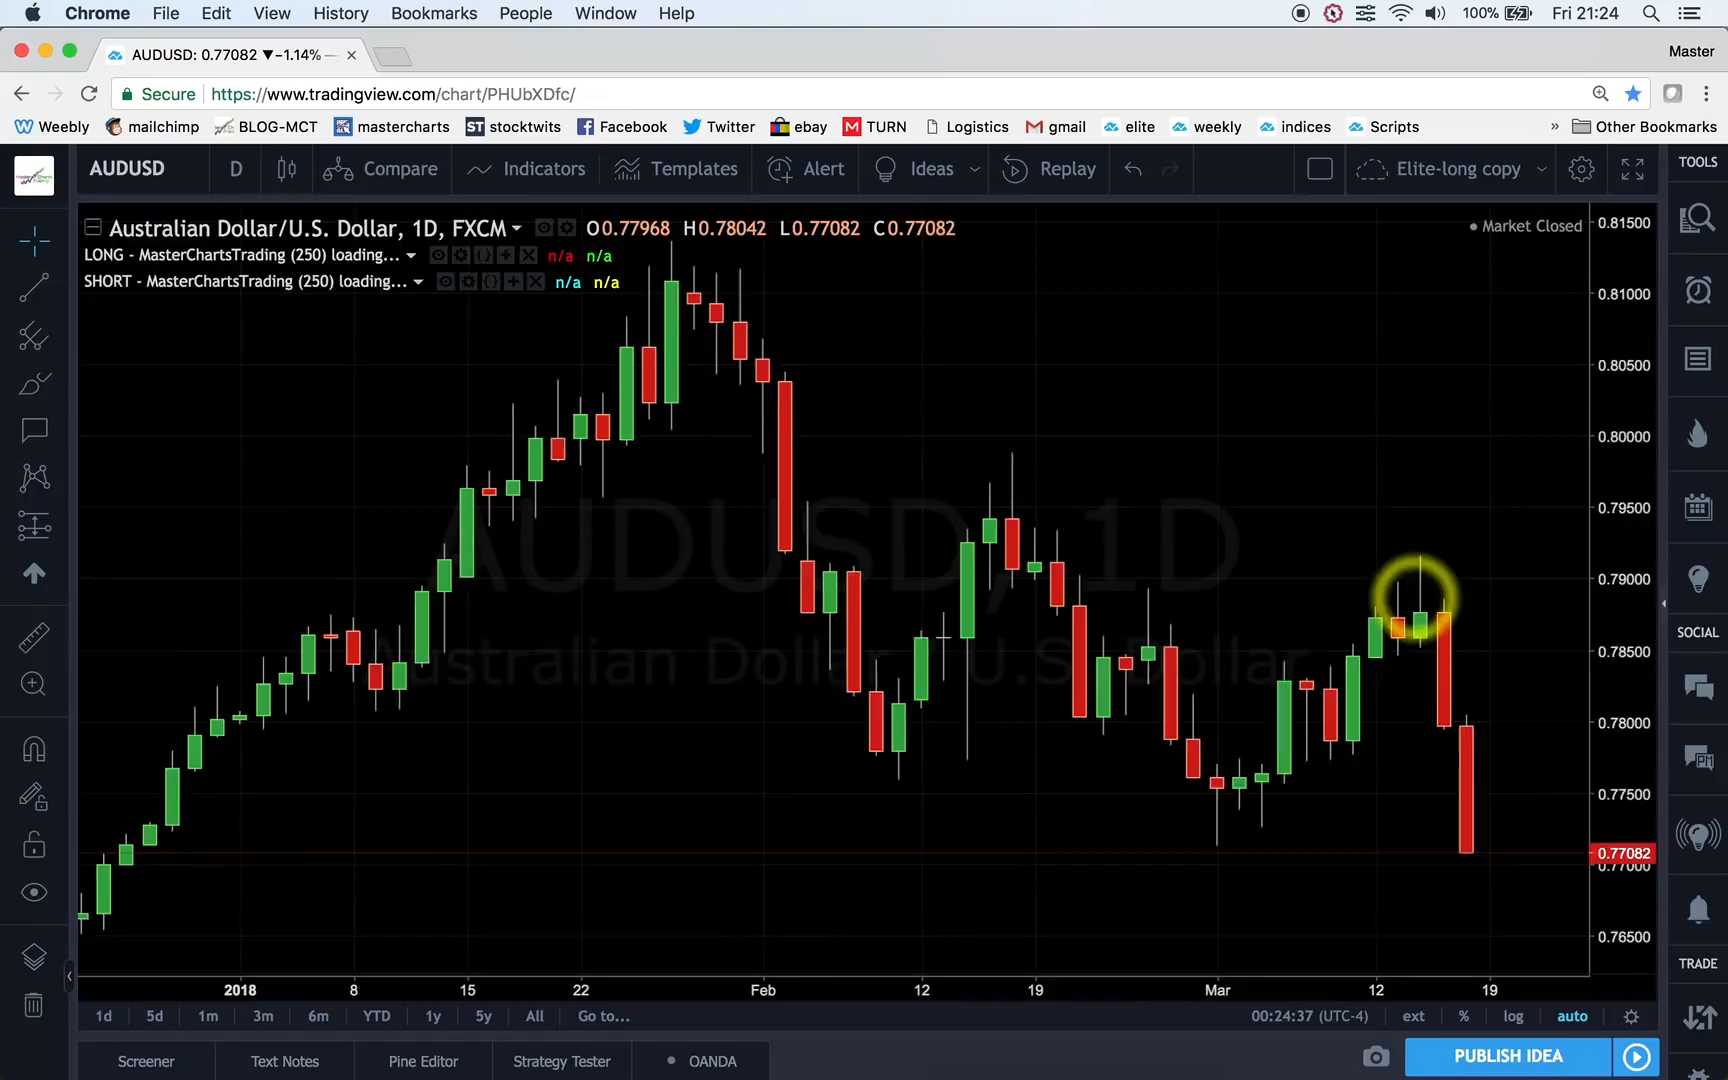 Chrome File Edit View History Bookmarks People Window Help 100% Fri 21:24
AUDUSD: 0.77082 ▼−1.14% — Master
Secure https://www.tradingview.com/chart/PHUbXDfc/
Weebly mailchimp BLOG-MCT mastercharts ST stocktwits Facebook Twitter ebay M TURN Logistics gmail elite weekly indices Scripts » Other Bookmarks
AUDUSD D Compare Indicators Templates Alert Ideas Replay Elite-long copy TOOLS
Australian Dollar/U.S. Dollar, 1D, FXCM O0.77968 H0.78042 L0.77082 C0.77082 Market Closed
LONG - MasterChartsTrading (250) loading... n/a n/a
SHORT - MasterChartsTrading (250) loading... n/a n/a
0.81500
0.81000
0.80500
0.80000
0.79500
AUDUSD, 1D
0.79000
SOCIAL
0.78500
Australian Dollar / U.S. Dollar
0.78000
0.77500
0.77082
0.77000
0.76500
TRADE
2018 8 15 22 Feb 12 19 Mar 12 19
1d 5d 1m 3m 6m YTD 1y 5y All Go to... 00:24:37 (UTC-4) ext % log auto
Screener Text Notes Pine Editor Strategy Tester OANDA PUBLISH IDEA